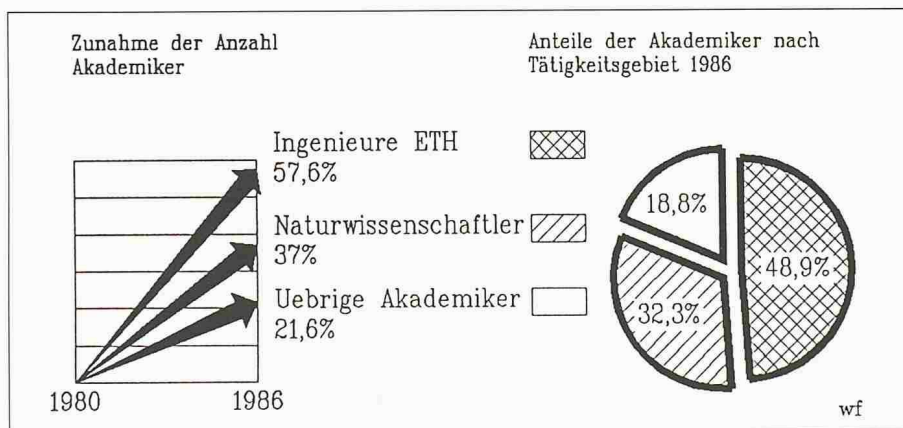 Zunahme der Anzahl
Akademiker
Anteile der Akademiker nach
Tätigkeitsgebiet 1986
Ingenieure ETH
57,6%
Naturwissenschaftler
37%
Uebrige Akademiker
21,6%
1980
1986
18,8%
48,9%
32,3%
wf